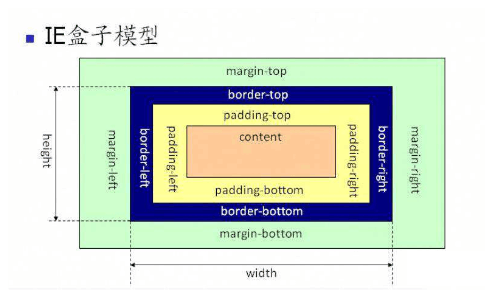 IE盒子模型
margin-top
border-top
padding-top
content
height
margin-left
border-left
padding-left
padding-right
border-right
margin-right
padding-bottom
border-bottom
margin-bottom
width